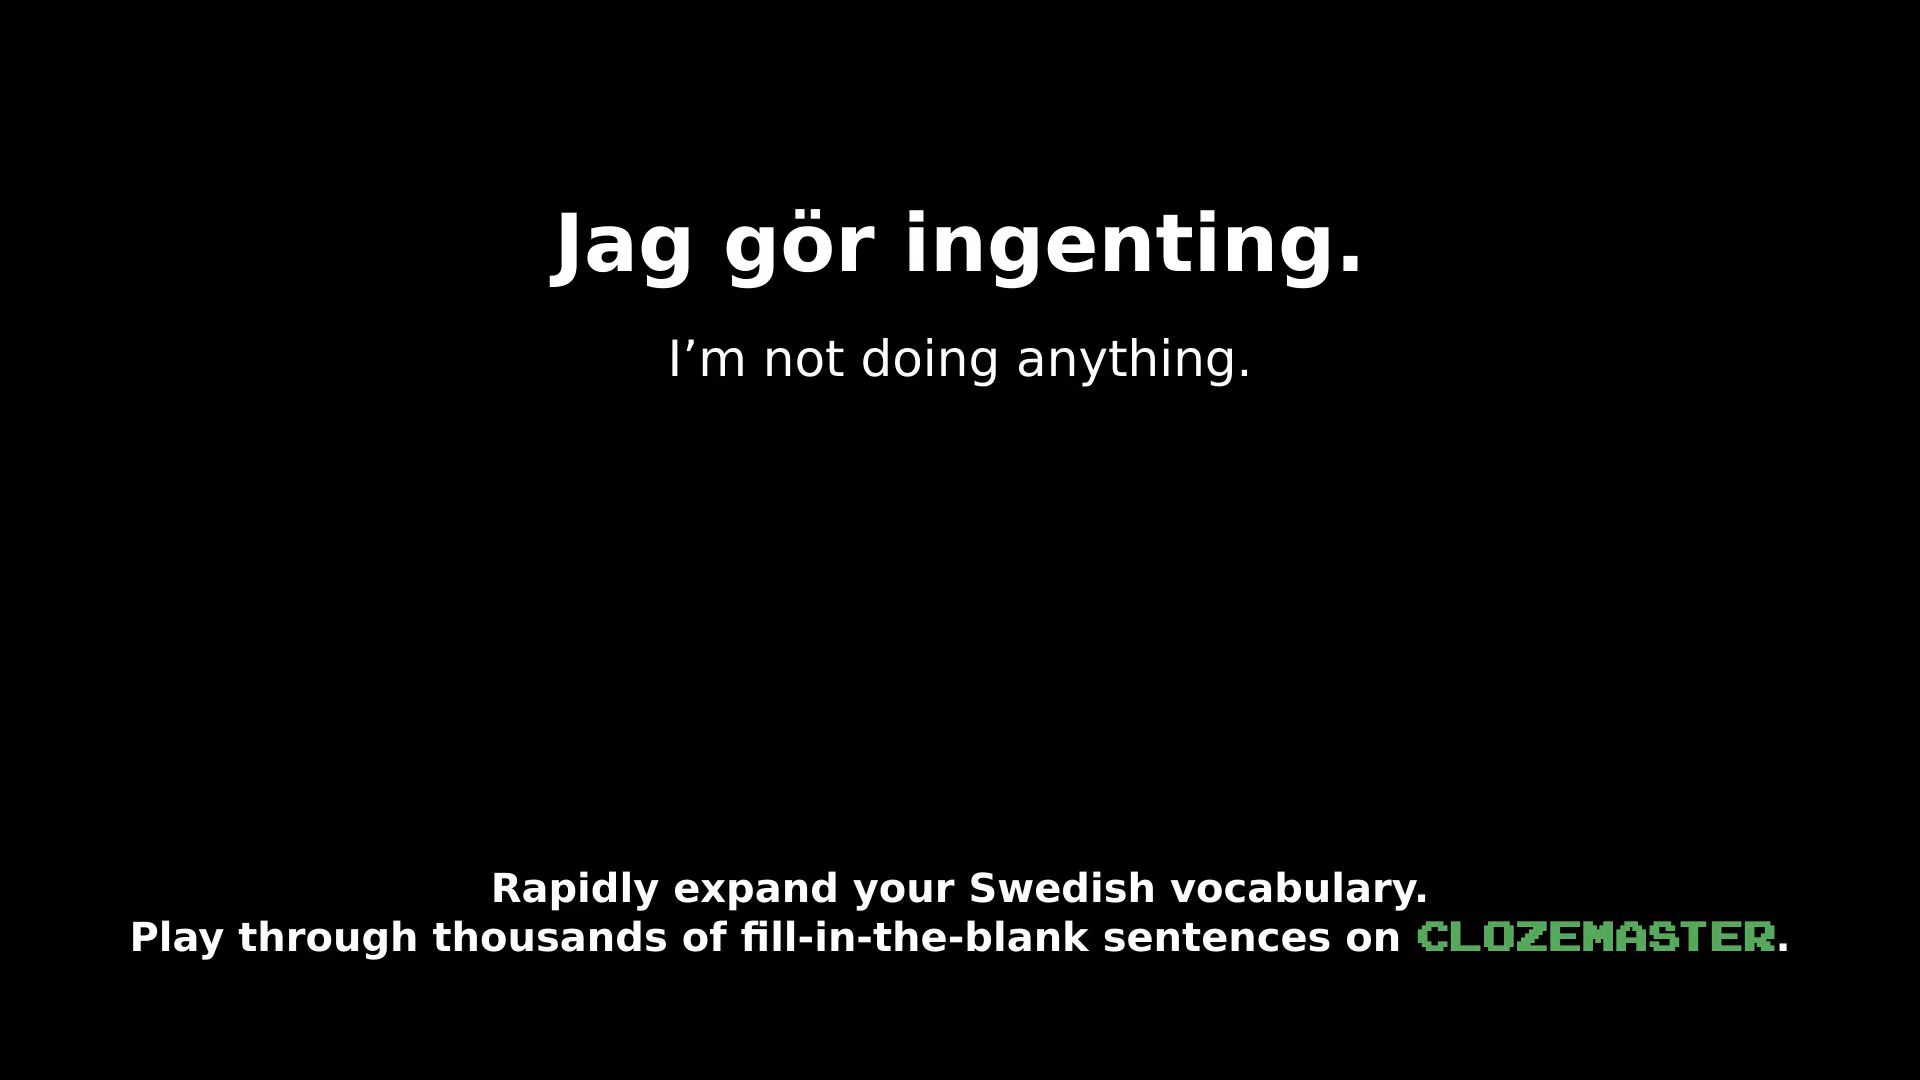 Jag gör ingenting.
I’m not doing anything.
Rapidly expand your Swedish vocabulary.
Play through thousands of fill-in-the-blank sentences on CLOZEMASTER.